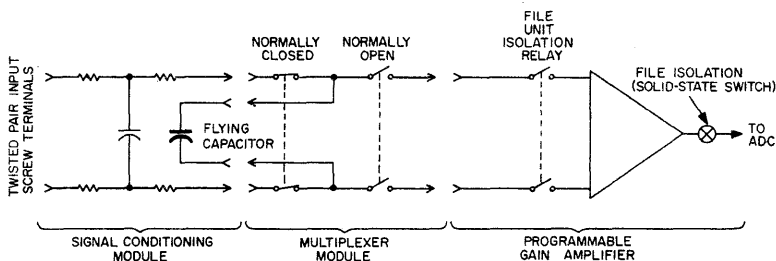 TWISTED PAIR INPUT
SCREW TERMINALS
NORMALLY
CLOSED
NORMALLY
OPEN
FILE
UNIT
ISOLATION
RELAY
FILE ISOLATION
(SOLID-STATE SWITCH)
FLYING
CAPACITOR
TO
ADC
SIGNAL CONDITIONING
MODULE
MULTIPLEXER
MODULE
PROGRAMMABLE
GAIN AMPLIFIER